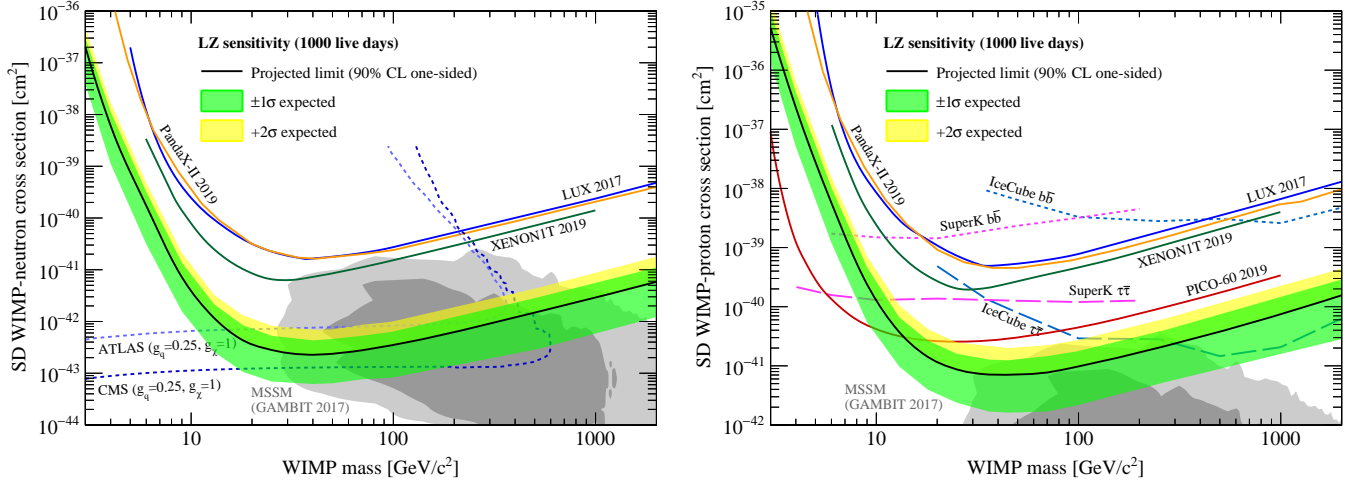 10⁻³⁶
10⁻³⁷
10⁻³⁸
10⁻³⁹
10⁻⁴⁰
10⁻⁴¹
10⁻⁴²
10⁻⁴³
10⁻⁴⁴
SD WIMP-neutron cross section [cm²]
LZ sensitivity (1000 live days)
Projected limit (90% CL one-sided)
±1σ expected
+2σ expected
PandaX-II 2019
LUX 2017
XENON1T 2019
ATLAS (g_q=0.25, g_χ=1)
CMS (g_q=0.25, g_χ=1)
MSSM
(GAMBIT 2017)
10 100 1000
WIMP mass [GeV/c²]
10⁻³⁵
10⁻³⁶
10⁻³⁷
10⁻³⁸
10⁻³⁹
10⁻⁴⁰
10⁻⁴¹
10⁻⁴²
SD WIMP-proton cross section [cm²]
LZ sensitivity (1000 live days)
Projected limit (90% CL one-sided)
±1σ expected
+2σ expected
PandaX-II 2019
IceCube bb̅
LUX 2017
SuperK bb̅
XENON1T 2019
PICO-60 2019
SuperK ττ̅
IceCube ττ̅
MSSM
(GAMBIT 2017)
10 100 1000
WIMP mass [GeV/c²]